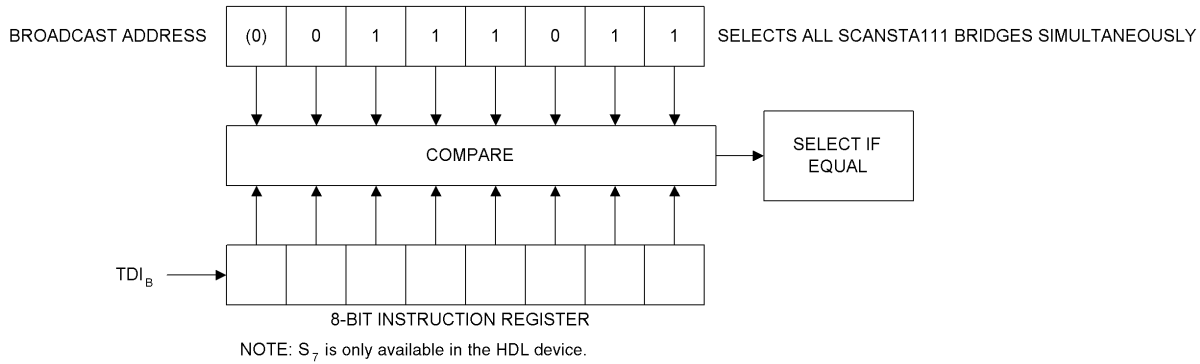 BROADCAST ADDRESS (0) 0 1 1 1 0 1 1 SELECTS ALL SCANSTA111 BRIDGES SIMULTANEOUSLY
COMPARE
SELECT IF
EQUAL
TDI_B
8-BIT INSTRUCTION REGISTER
NOTE: S_7 is only available in the HDL device.